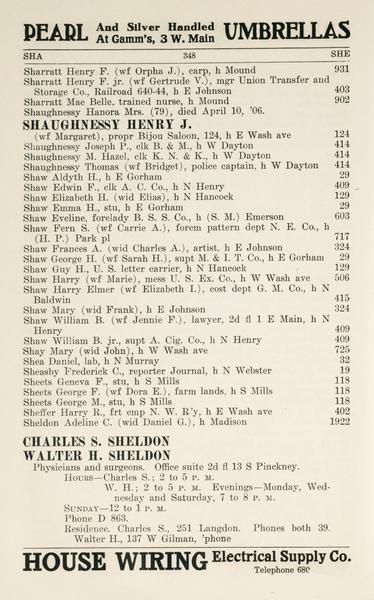 PEARL And Silver Handled UMBRELLAS
At Gamm's, 3 W. Main
SHA 348 SHE
Sharratt Henry F. (wf Orpha J.), carp, h Mound 931
Sharratt Henry F. jr (wf Gertrude V.), mgr Union Transfer and
Storage Co., Railroad 640-44, h E Johnson 403
Sharratt Mae Belle, trained nurse, h Mound 902
Shaughnessy Hanora Mrs. (79), died April 10, '06.
SHAUGHNESSY HENRY J.
(wf Margaret), propr Bijou Saloon, 124, h E Wash ave 124
Shaughnessy Joseph P., clk B. & M., h W Dayton 414
Shaughnessy M. Hazel, clk K. N. & K., h W Dayton 414
Shaughnessy Thomas (wf Bridget), police captain, h W Dayton 414
Shaw Aldyth H., h E Gorham 29
Shaw Edwin F., clk A. C. Co., h N Henry 409
Shaw Elizabeth H. (wid Elias), h N Hancock 129
Shaw Emma H., stu, h E Gorham 29
Shaw Eveline, forelady B. S. S. Co., h (S. M.) Emerson 603
Shaw Fern S. (wf Carrie A.), forem pattern dept N. E. Co., h
(H. P.) Park pl 717
Shaw Frances A. (wid Charles A.), artist, h E Johnson 324
Shaw George H. (wf Sarah H.), supt M. & I. T. Co., h E Gorham 29
Shaw Guy H., U. S. letter carrier, h N Hancock 129
Shaw Harry (wf Marie), mess U. S. Ex. Co., h W Wash ave 506
Shaw Harry Elmer (wf Elizabeth I.), cost dept G. M. Co., h N
Baldwin 415
Shaw Mary (wid Frank), h E Johnson 324
Shaw William B. (wf Jennie F.), lawyer, 2d fl 1 E Main, h N
Henry 409
Shaw William B. jr., supt A. Cig. Co., h N Henry 409
Shay Mary (wid John), h W Wash ave 725
Shea Daniel, lab, h N Murray 32
Sheasby Frederick C., reporter Journal, h N Webster 19
Sheets Geneva F., stu, h S Mills 118
Sheets George F. (wf Dora E.), farm lands, h S Mills 118
Sheets George M., stu, h S Mills 118
Sheffer Harry R., frt emp N. W. R'y, h E Wash ave 402
Sheldon Adeline C. (wid Daniel G.), h Madison 1922
CHARLES S. SHELDON
WALTER H. SHELDON
Physicians and surgeons. Office suite 2d fl 13 S Pinckney.
HOURS—Charles S.; 2 to 5 P. M.
W. H.; 2 to 5 P. M. Evenings—Monday, Wed-
nesday and Saturday, 7 to 8 P. M.
SUNDAY—12 to 1 P. M.
Phone D 863.
Residence. Charles S., 251 Langdon. Phones both 39.
Walter H., 137 W Gilman, 'phone
HOUSE WIRING Electrical Supply Co.
Telephone 680